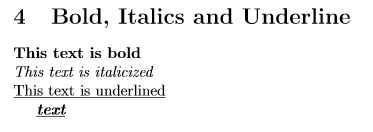 4 Bold, Italics and Underline
This text is bold
This text is italicized
This text is underlined
text